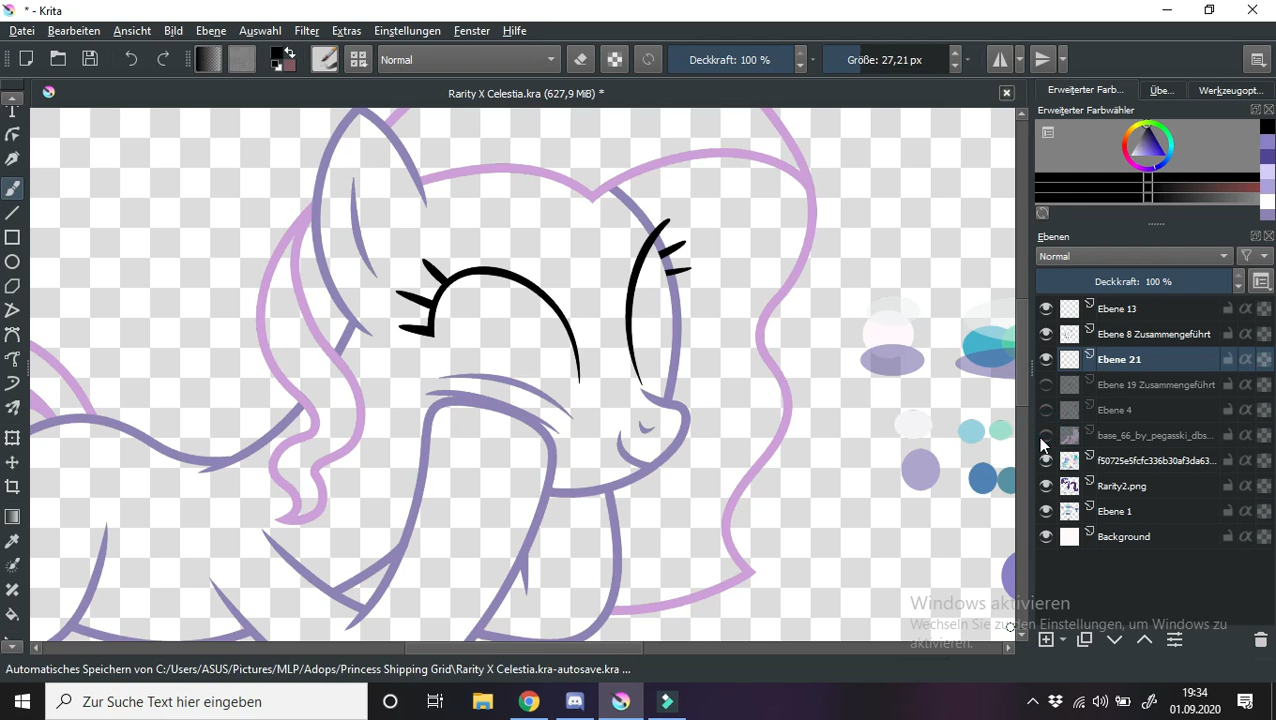 * - Krita
Datei Bearbeiten Ansicht Bild Ebene Auswahl Filter Extras Einstellungen Fenster Hilfe
Normal Deckkraft: 100 % Größe: 27,21 px
Rarity X Celestia.kra (627,9 MiB) *
Erweiterter Farb... Übe... Werkzeugopt...
Erweiterter Farbwähler
Ebenen
Normal
Deckkraft: 100 %
Ebene 13
Ebene 8 Zusammengeführt
Ebene 21
Ebene 19 Zusammengeführt
Ebene 4
base_66_by_pegasski_dbs...
f50725e5fcfc336b30af3da63...
Rarity2.png
Ebene 1
Background
Windows aktivieren
Wechseln Sie zu den Einstellungen, um Windows zu
aktivieren.
Automatisches Speichern von C:/Users/ASUS/Pictures/MLP/Adops/Princess Shipping Grid\Rarity X Celestia.kra-autosave.kra ...
Zur Suche Text hier eingeben
19:34
01.09.2020